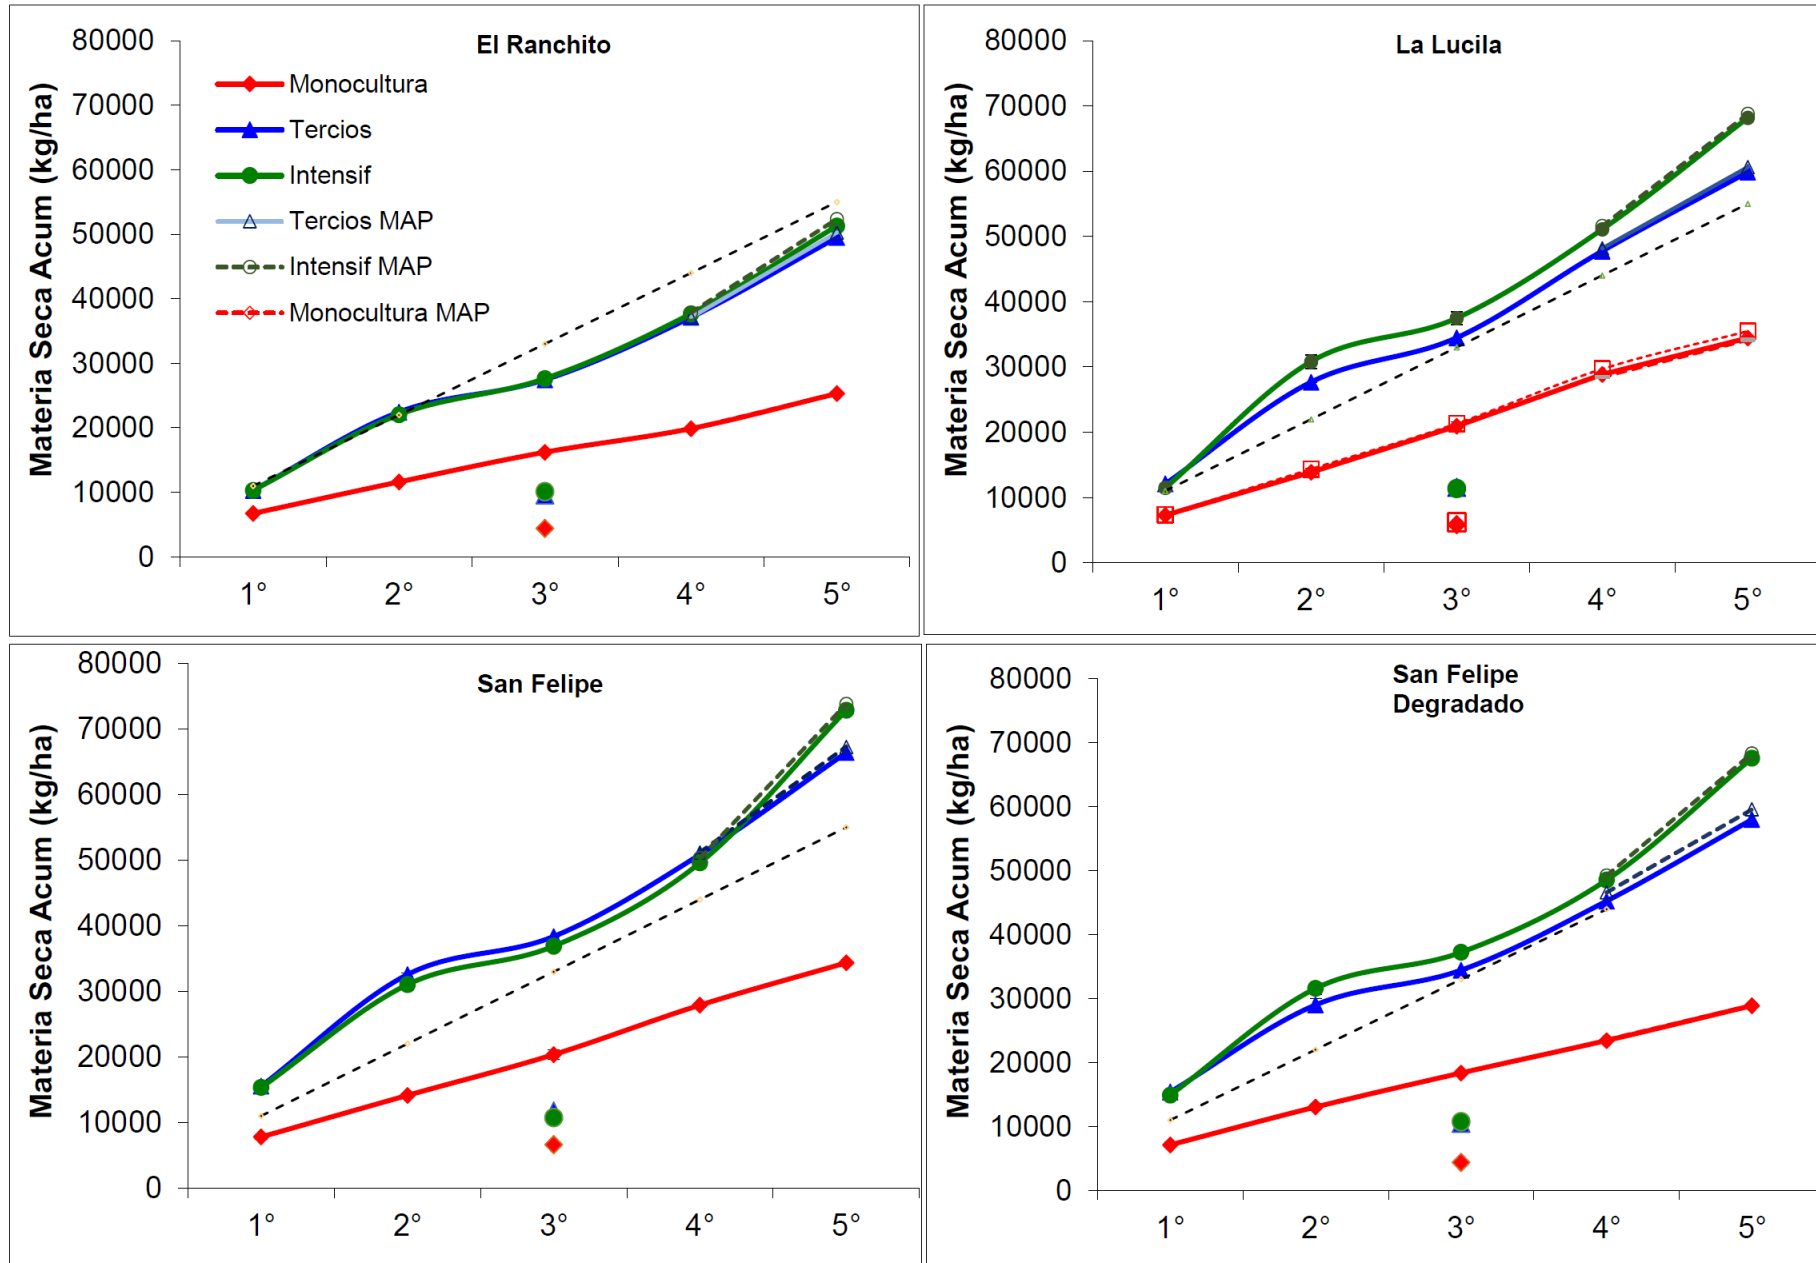 El Ranchito
Materia Seca Acum (kg/ha)
80000
70000
60000
50000
40000
30000
20000
10000
0
Monocultura
Tercios
Intensif
Tercios MAP
Intensif MAP
Monocultura MAP
1° 2° 3° 4° 5°
La Lucila
Materia Seca Acum (kg/ha)
80000
70000
60000
50000
40000
30000
20000
10000
0
1° 2° 3° 4° 5°
San Felipe
Materia Seca Acum (kg/ha)
80000
70000
60000
50000
40000
30000
20000
10000
0
1° 2° 3° 4° 5°
San Felipe
Degradado
Materia Seca Acum (kg/ha)
80000
70000
60000
50000
40000
30000
20000
10000
0
1° 2° 3° 4° 5°